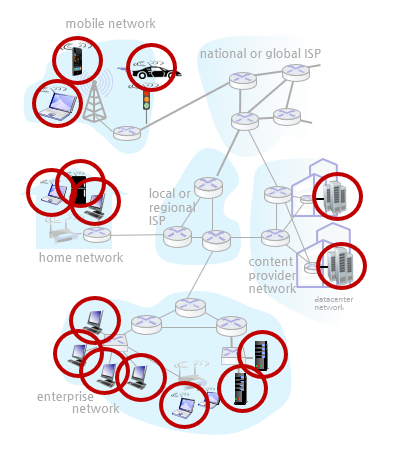 mobile network
national or global ISP
local or
regional
ISP
home network
content
provider
network
datacenter
network
enterprise
network